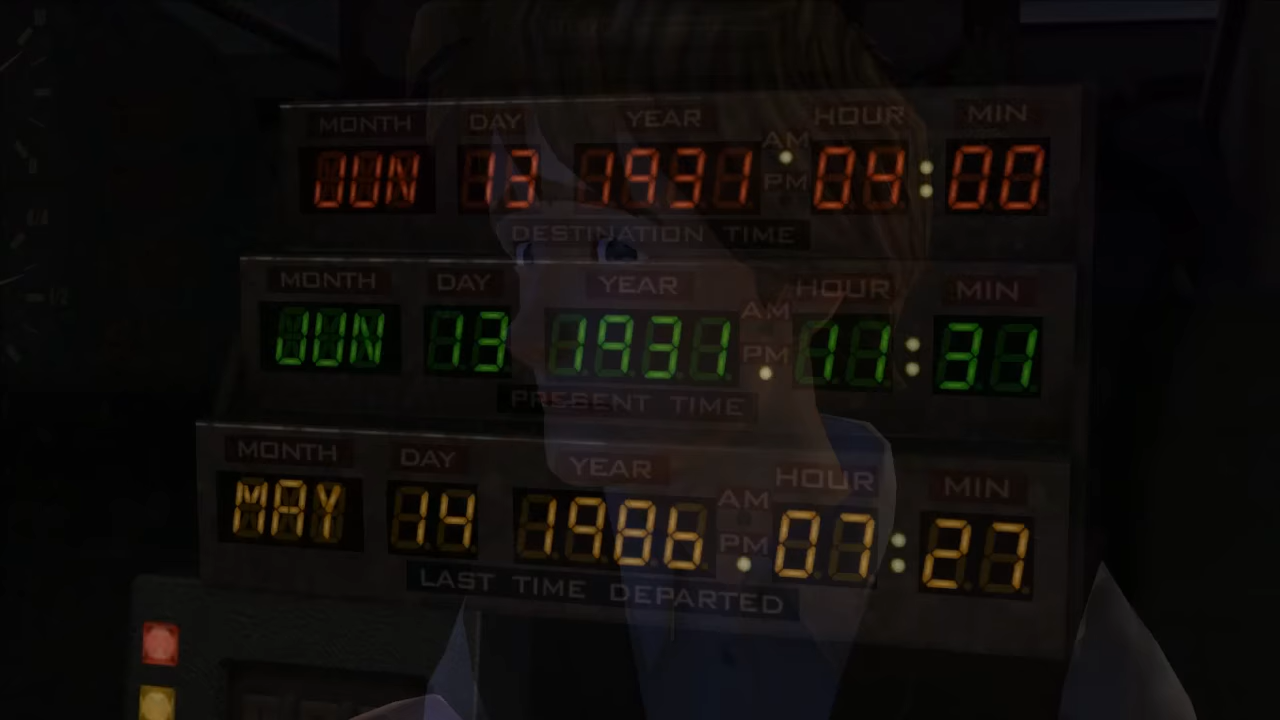 MONTH DAY YEAR HOUR MIN
AM
JUN 13 1931 04:00
PM
DESTINATION TIME
MONTH DAY YEAR HOUR MIN
AM
JUN 13 1931 11:31
PM
PRESENT TIME
MONTH DAY YEAR HOUR MIN
AM
MAY 14 1986 07:27
PM
LAST TIME DEPARTED